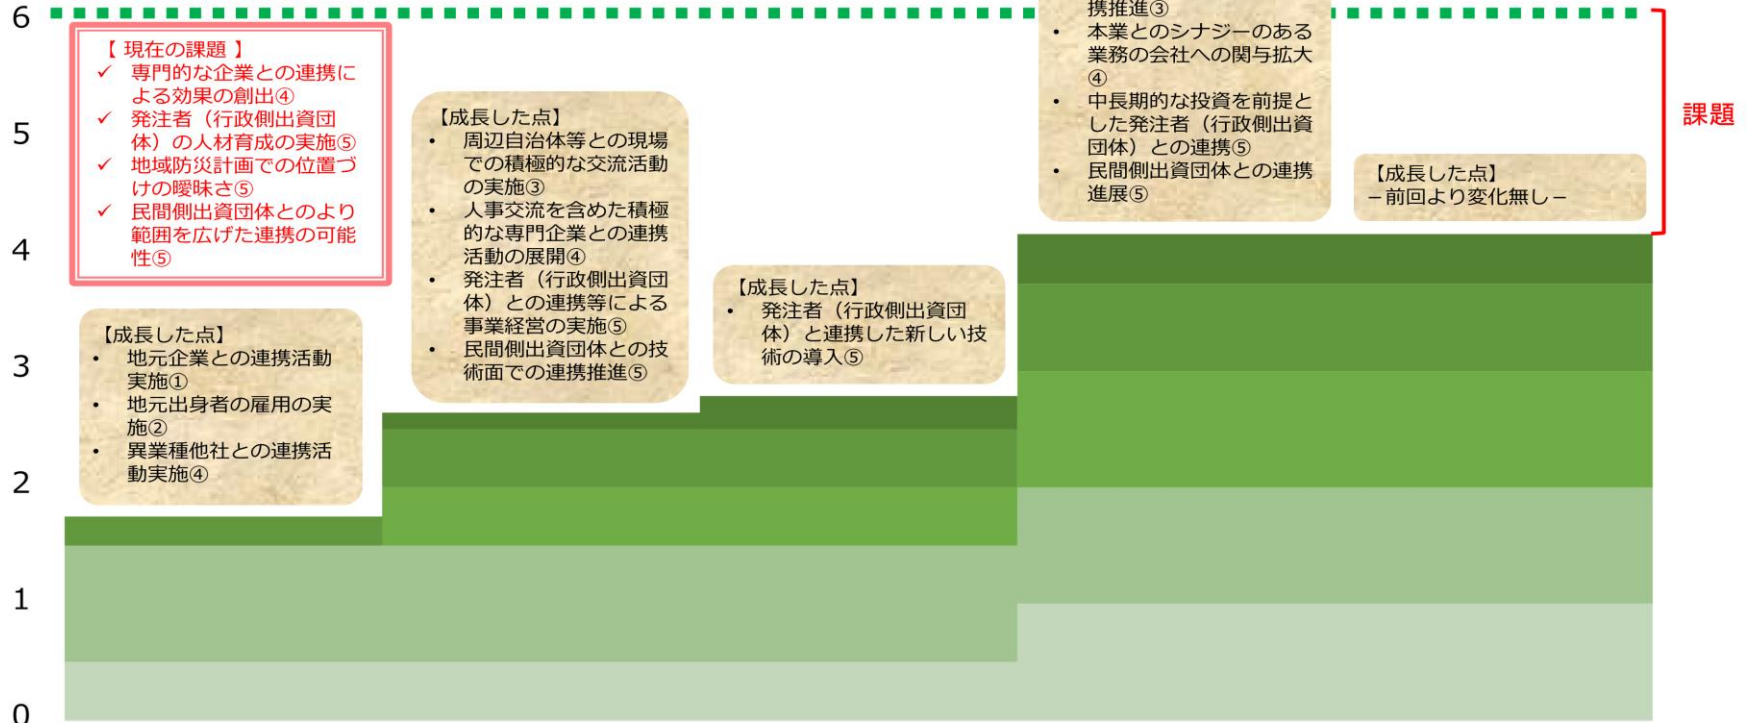 6
5
4
3
2
1
0
【 現在の課題 】
✓ 専門的な企業との連携に
よる効果の創出④
✓ 発注者（行政側出資団
体）の人材育成の実施⑤
✓ 地域防災計画での位置づ
けの曖昧さ⑤
✓ 民間側出資団体とのより
範囲を広げた連携の可能
性⑤
【成長した点】
• 地元企業との連携活動
実施①
• 地元出身者の雇用の実
施②
• 異業種他社との連携活
動実施④
【成長した点】
• 周辺自治体等との現場
での積極的な交流活動
の実施③
• 人事交流を含めた積極
的な専門企業との連携
活動の展開④
• 発注者（行政側出資団
体）との連携等による
事業経営の実施⑤
• 民間側出資団体との技
術面での連携推進⑤
【成長した点】
• 発注者（行政側出資団
体）と連携した新しい技
術の導入⑤
携推進③
• 本業とのシナジーのある
業務の会社への関与拡大
④
• 中長期的な投資を前提と
した発注者（行政側出資
団体）との連携⑤
• 民間側出資団体との連携
進展⑤
【成長した点】
－前回より変化無し－
課題